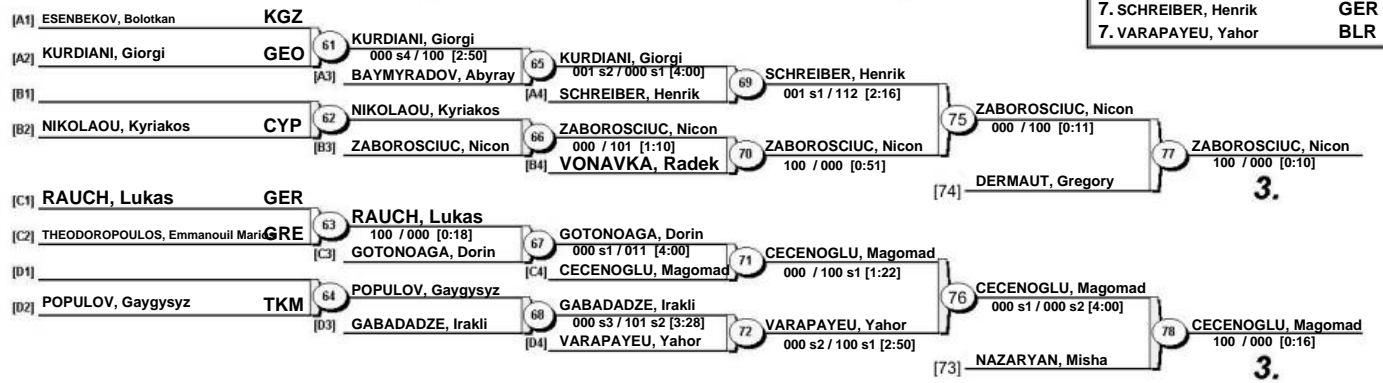 7. SCHREIBER, Henrik GER
7. VARAPAYEU, Yahor BLR
[A1] ESENBEKOV, Bolotkan KGZ
[A2] KURDIANI, Giorgi GEO
61
KURDIANI, Giorgi
000 s4 / 100 [2:50]
[A3] BAYMYRADOV, Abyray
65
KURDIANI, Giorgi
001 s2 / 000 s1 [4:00]
[A4] SCHREIBER, Henrik
69
SCHREIBER, Henrik
001 s1 / 112 [2:16]
[B1]
[B2] NIKOLAOU, Kyriakos CYP
62
NIKOLAOU, Kyriakos
[B3] ZABOROSCIUC, Nicon
66
ZABOROSCIUC, Nicon
000 / 101 [1:10]
[B4] VONAVKA, Radek
70
ZABOROSCIUC, Nicon
100 / 000 [0:51]
75
ZABOROSCIUC, Nicon
000 / 100 [0:11]
[74] DERMAUT, Gregory
77
ZABOROSCIUC, Nicon
100 / 000 [0:10]
3.
[C1] RAUCH, Lukas GER
[C2] THEODOROPOULOS, Emmanouil Marios GRE
63
RAUCH, Lukas
100 / 000 [0:18]
[C3] GOTONOAGA, Dorin
67
GOTONOAGA, Dorin
000 s1 / 011 [4:00]
[C4] CECENOGLU, Magomad
71
CECENOGLU, Magomad
000 / 100 s1 [1:22]
[D1]
[D2] POPULOV, Gaygysyz TKM
64
POPULOV, Gaygysyz
[D3] GABADADZE, Irakli
68
GABADADZE, Irakli
000 s3 / 101 s2 [3:28]
[D4] VARAPAYEU, Yahor
72
VARAPAYEU, Yahor
000 s2 / 100 s1 [2:50]
76
CECENOGLU, Magomad
000 s1 / 000 s2 [4:00]
[73] NAZARYAN, Misha
78
CECENOGLU, Magomad
100 / 000 [0:16]
3.